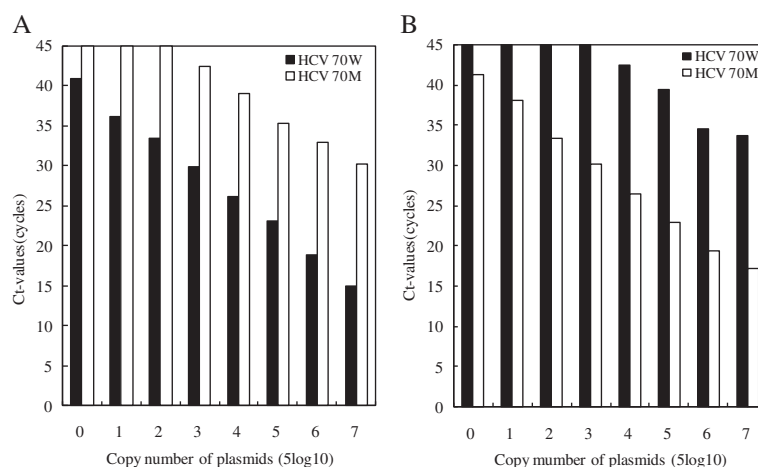 A
Ct-values(cycles)
45
40
35
30
25
20
15
10
5
0
HCV 70W
HCV 70M
0 1 2 3 4 5 6 7
Copy number of plasmids (5log10)
B
Ct-values(cycles)
45
40
35
30
25
20
15
10
5
0
HCV 70W
HCV 70M
0 1 2 3 4 5 6 7
Copy number of plasmids (5log10)